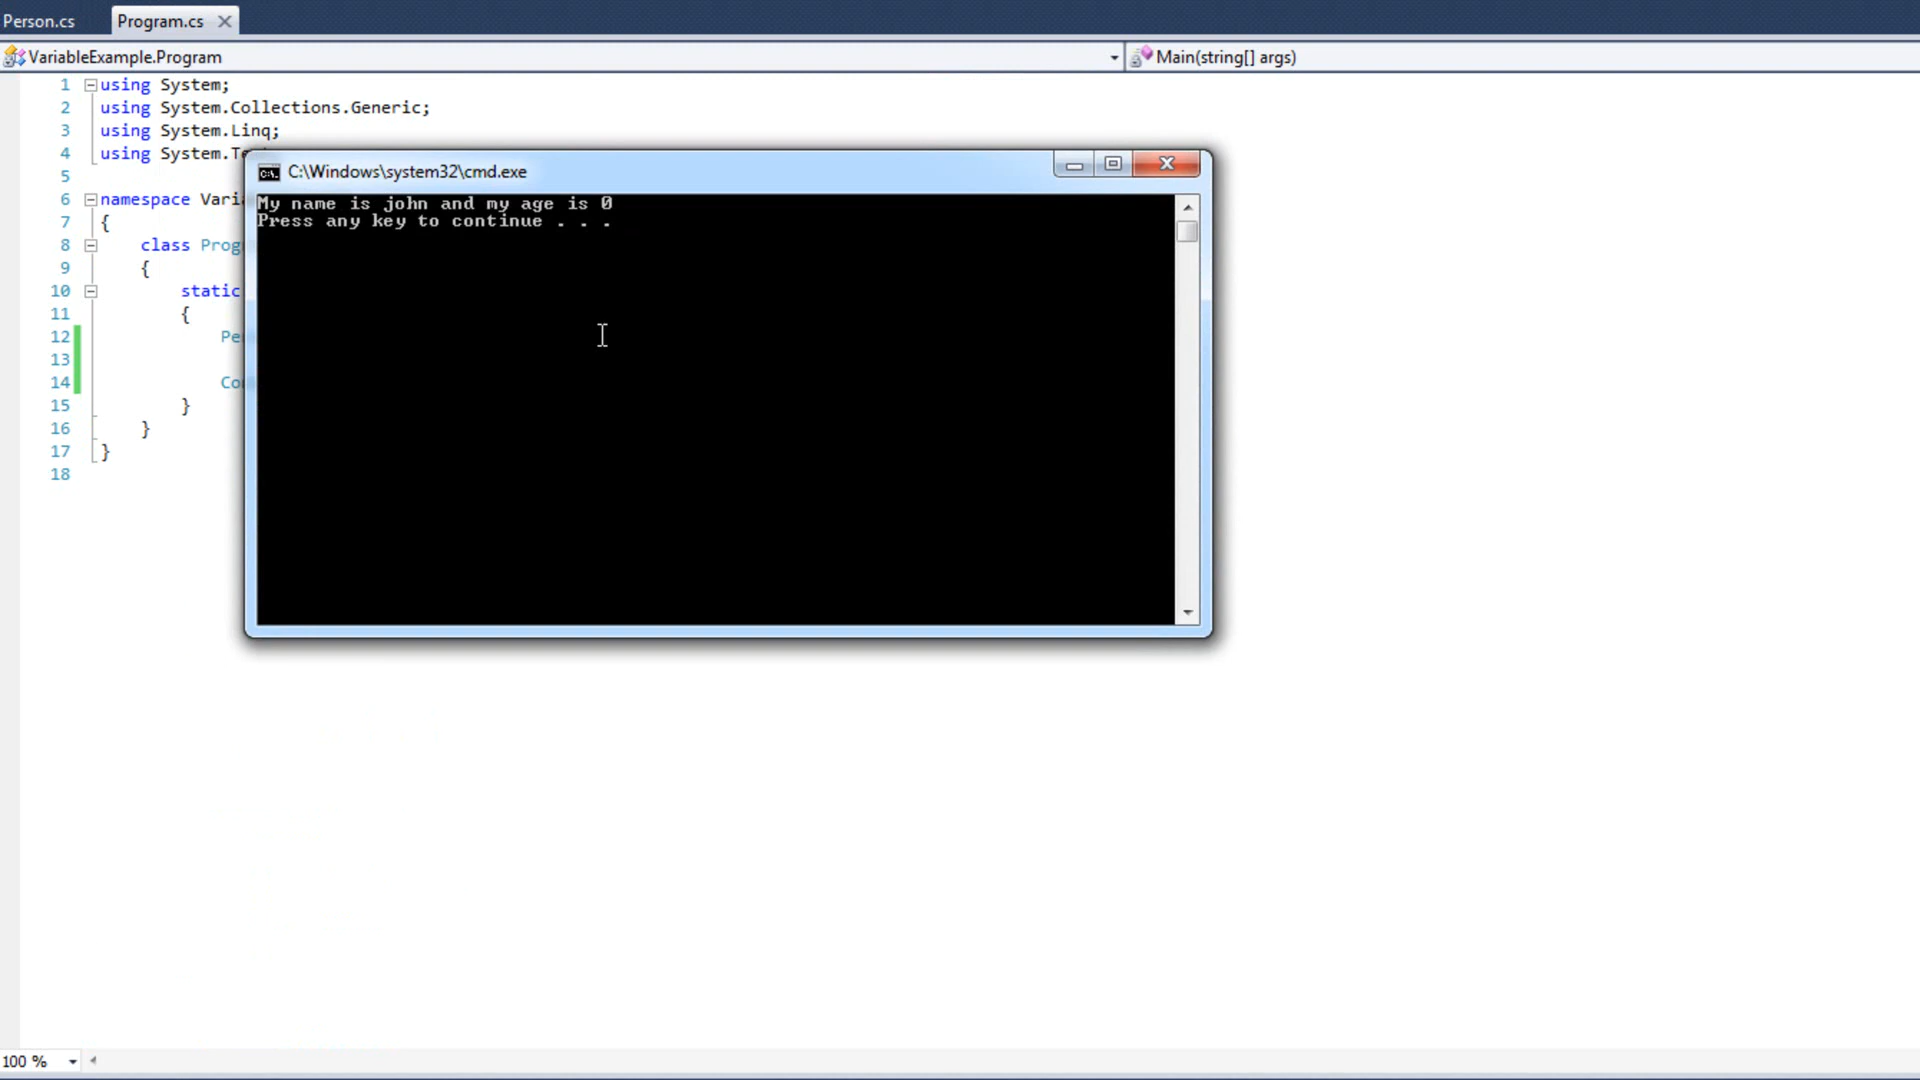 Person.cs
Program.cs
VariableExample.Program
Main(string[] args)
1 using System;
2 using System.Collections.Generic;
3 using System.Linq;
4 using System.Te
C:\Windows\system32\cmd.exe
My name is john and my age is 0
Press any key to continue . . .
5
6 namespace Varia
7 {
8 class Prog
9 {
10 static
11 {
12 Pe
13
14 Co
15 }
16 }
17 }
18
100 %